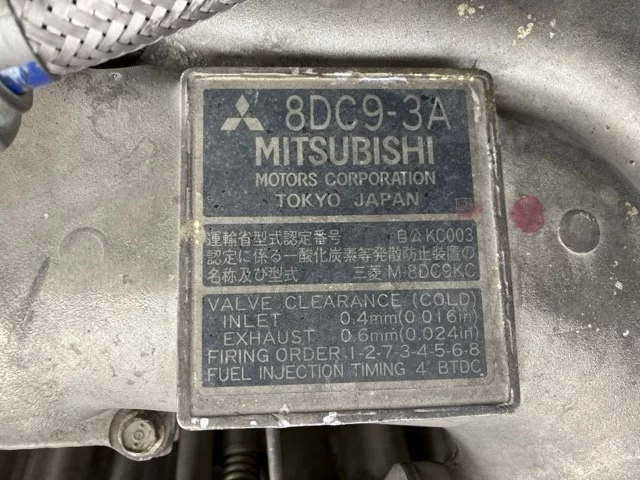 8DC9-3A
MITSUBISHI
MOTORS CORPORATION
TOKYO JAPAN
運輸省型式認定番号 自公KC003
認定に係る一酸化炭素等発散防止装置の
名称及び型式 三菱 M-8DC9KC
VALVE CLEARANCE (COLD)
INLET 0.4mm(0.016in)
EXHAUST 0.6mm(0.024in)
FIRING ORDER 1-2-7-3-4-5-6-8
FUEL INJECTION TIMING 4° BTDC